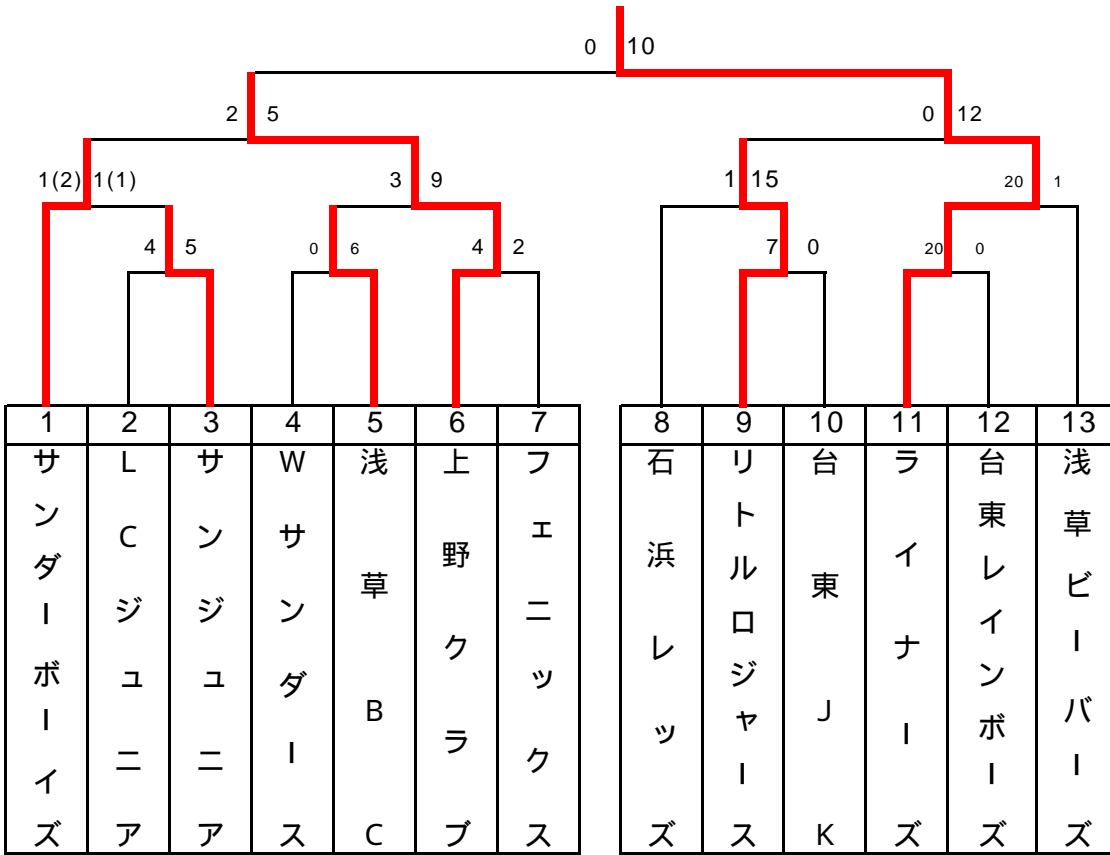 0 10
2 5 0 12
1(2) 1(1) 3 9 1 15 20 1
4 5 0 6 4 2 7 0 20 0
1 2 3 4 5 6 7 8 9 10 11 12 13
サンダーボーイズ
LCジュニア
サンジュニア
Wサンダース
浅草BC
上野クラブ
フェニックス
石浜レッズ
リトルロジャース
台東JK
ライナーズ
台東レインボーズ
浅草ビーバーズ